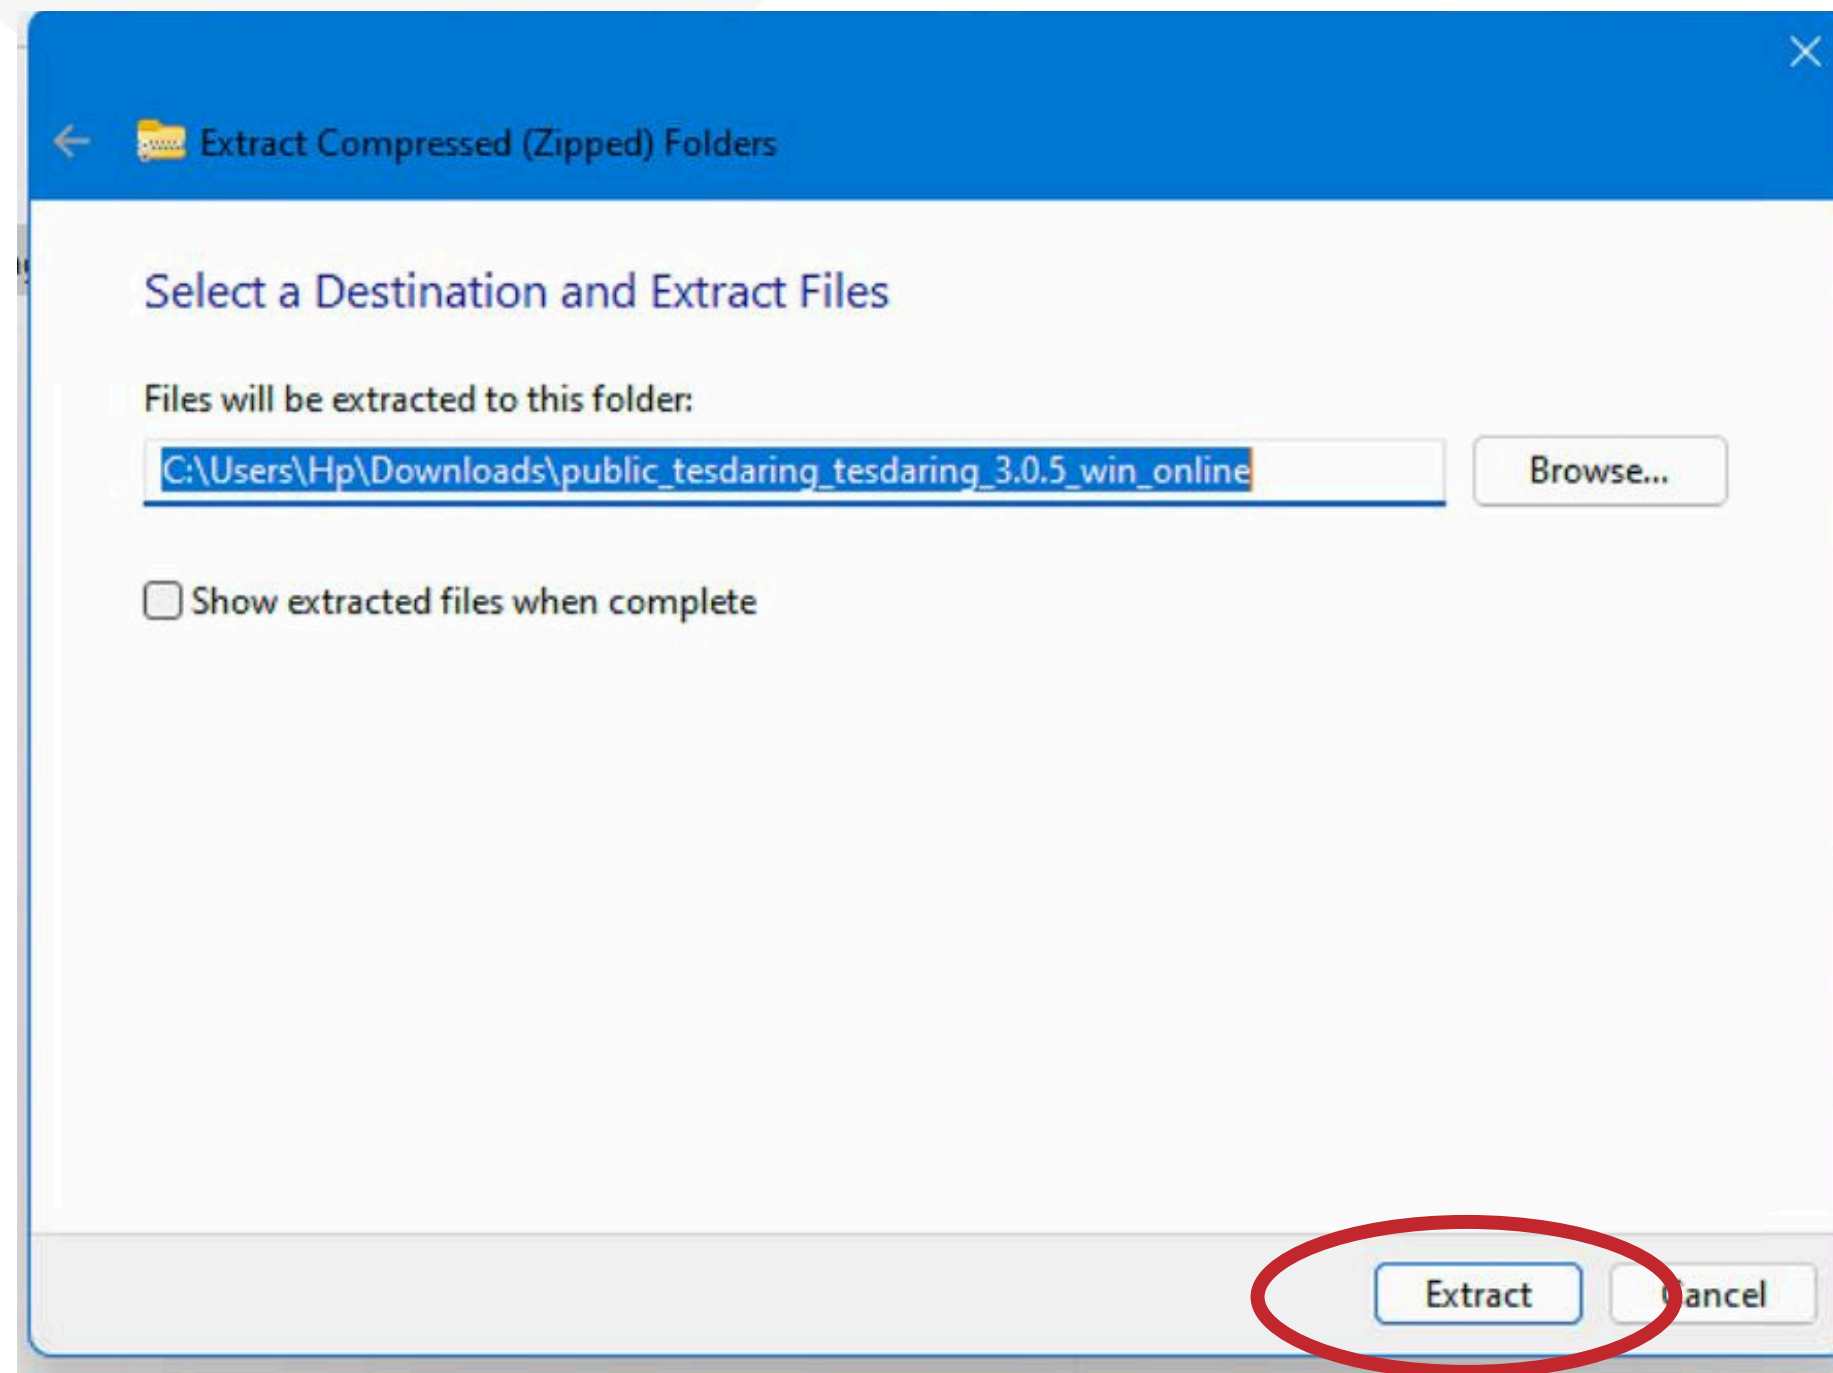 Extract Compressed (Zipped) Folders
Select a Destination and Extract Files
Files will be extracted to this folder:
C:\Users\Hp\Downloads\public_tesdaring_tesdaring_3.0.5_win_online
Browse...
Show extracted files when complete
Extract
Cancel